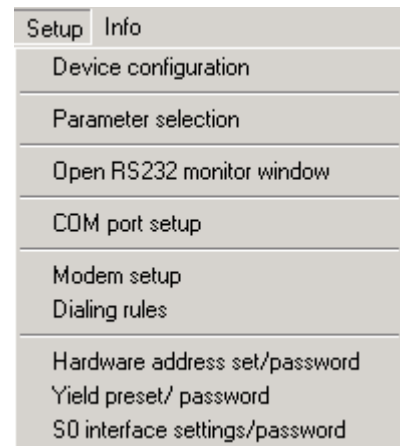 Setup Info
Device configuration
Parameter selection
Open RS232 monitor window
COM port setup
Modem setup
Dialing rules
Hardware address set/password
Yield preset/ password
S0 interface settings/password